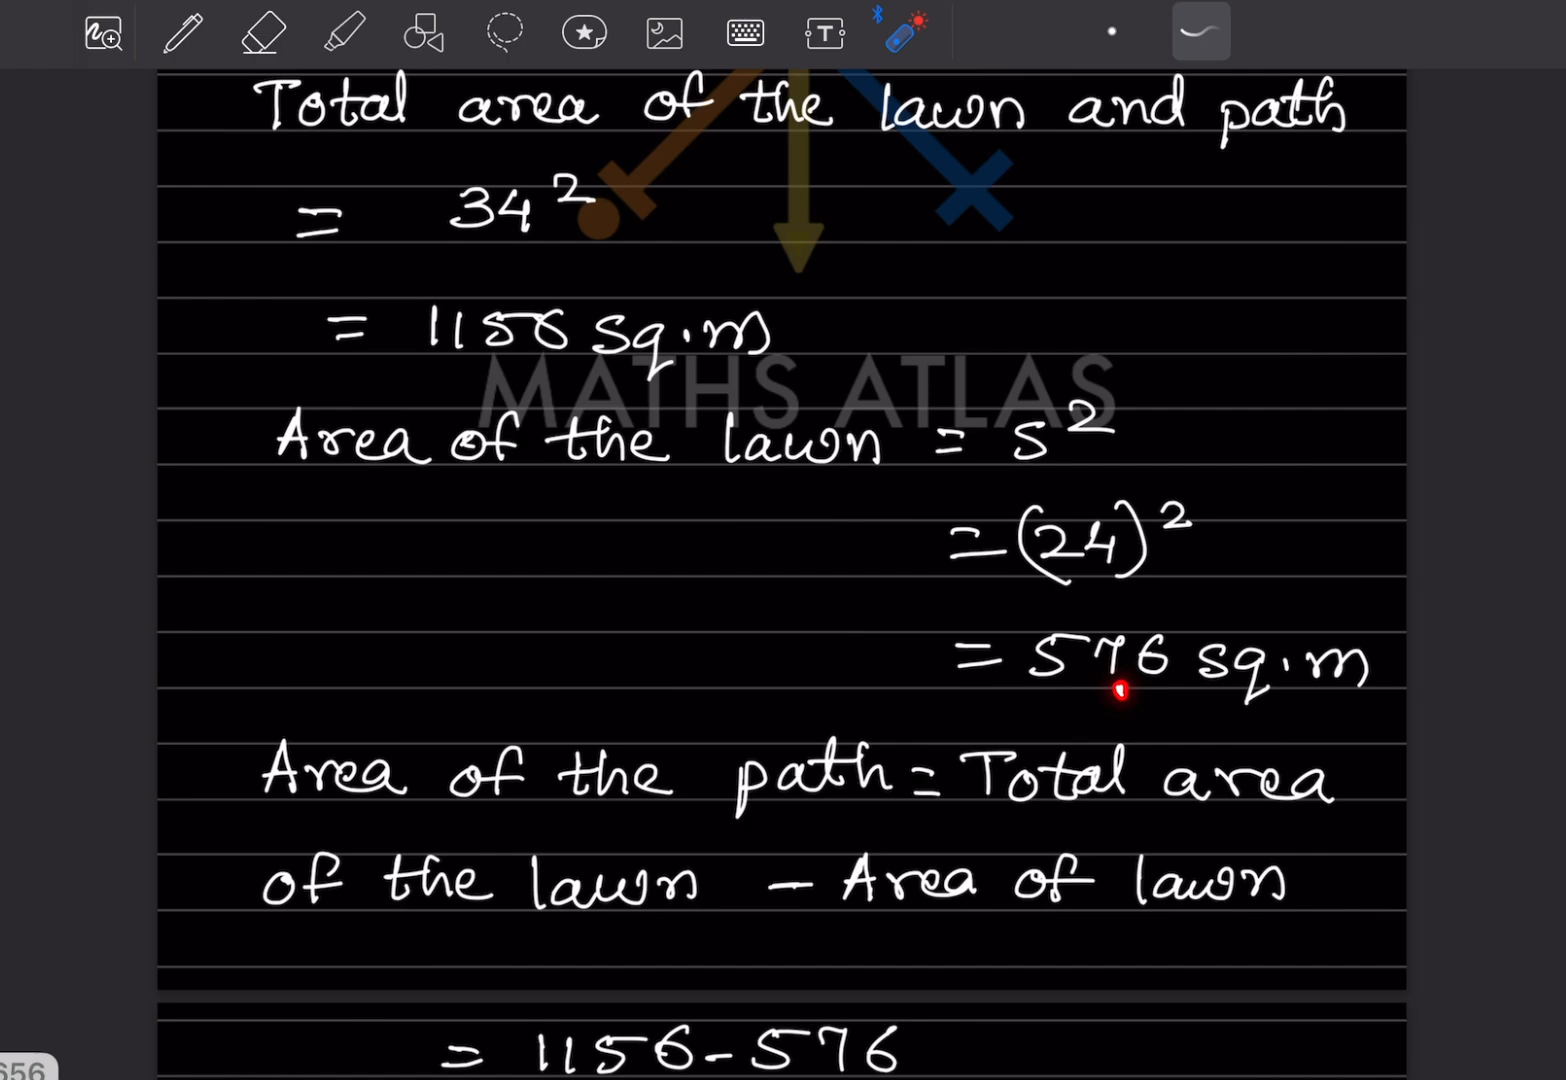 Total area of the lawn and path
= 34²
= 1156 sq.m
MATHS ATLAS
Area of the lawn = s²
= (24)²
= 576 sq.m
Area of the path = Total area
of the lawn - Area of lawn
= 1156-576
656